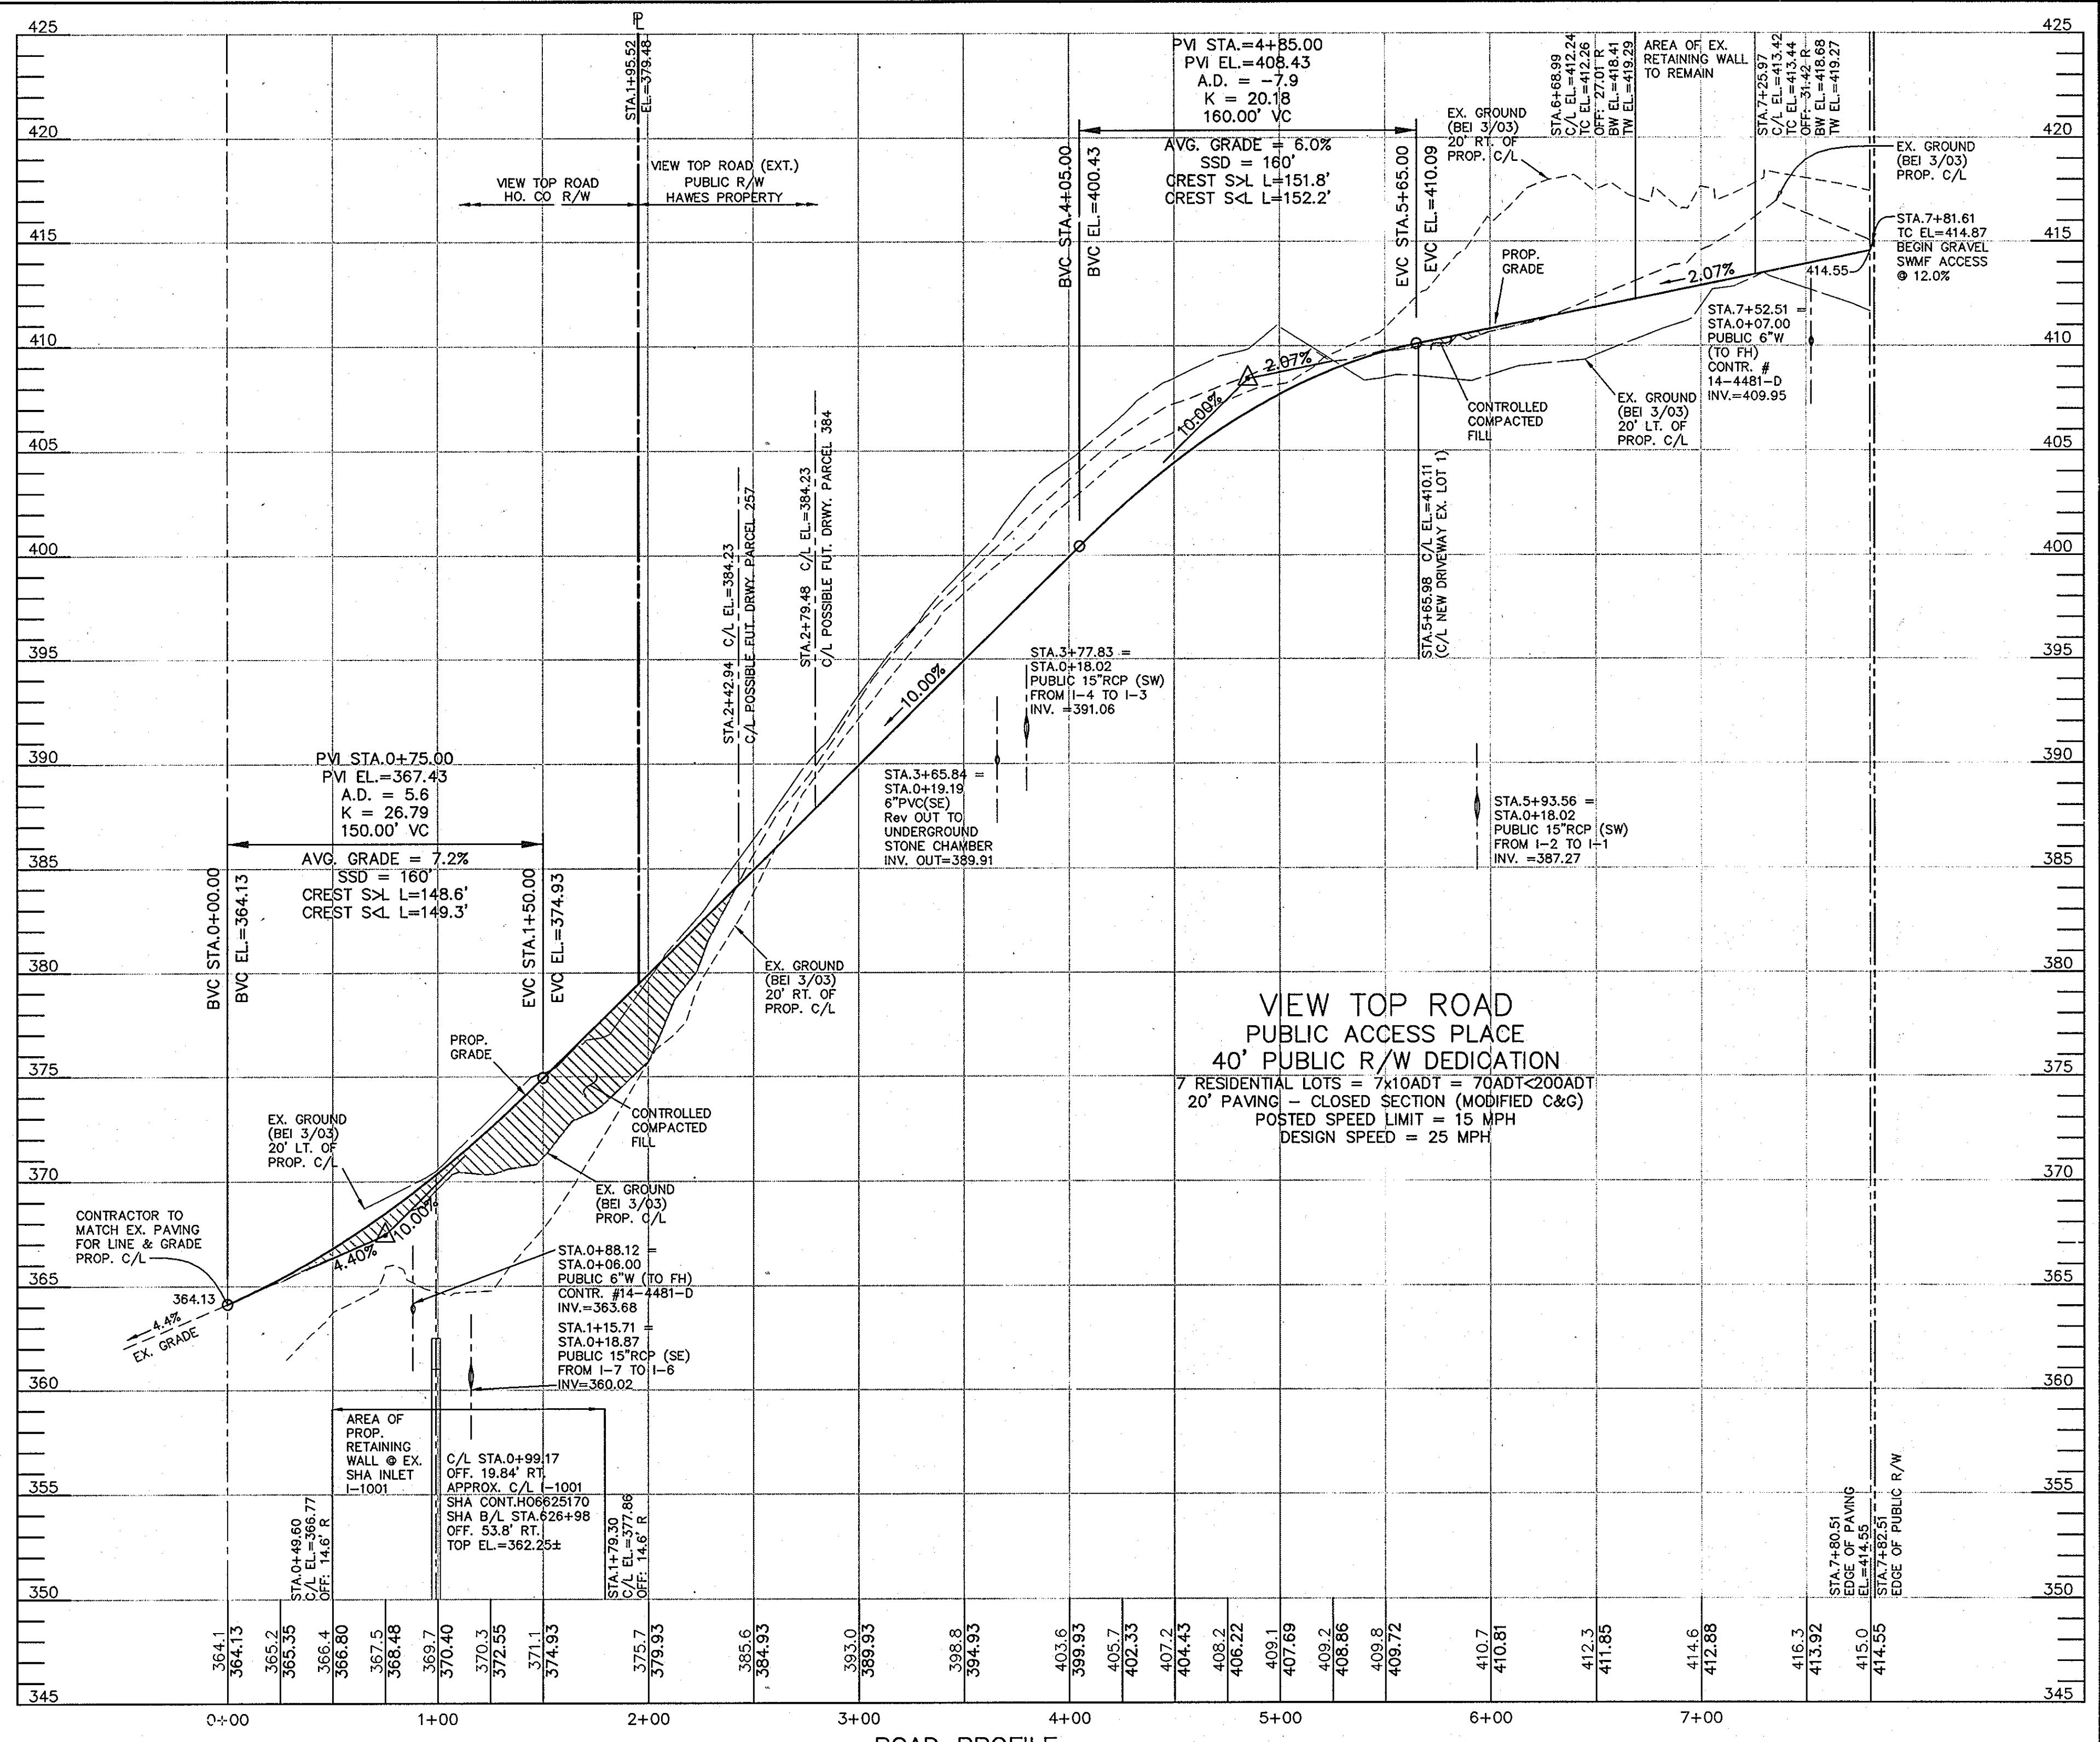 425
420
415
410
405
400
395
390
385
380
375
370
365
360
355
350
345
425
420
415
410
405
400
395
390
385
380
375
370
365
360
355
350
345
STA.1+95.52
EL.=379.48
VIEW TOP ROAD
HO. CO R/W
VIEW TOP ROAD (EXT.)
PUBLIC R/W
HAWES PROPERTY
PVI STA.=4+85.00
PVI EL.=408.43
A.D. = -7.9
K = 20.18
160.00' VC
AVG. GRADE = 6.0%
SSD = 160'
CREST S>L L=151.8'
CREST S<L L=152.2'
BVC STA.4+05.00
BVC EL.=400.43
EVC STA.5+65.00
EVC EL.=410.09
EX. GROUND
(BEI 3/03)
20' RT. OF
PROP. C/L
STA.6+68.99
C/L EL.=412.24
TC EL.=412.26
OFF: 27.01' R
BW EL.=418.41
TW EL.=419.29
AREA OF EX.
RETAINING WALL
TO REMAIN
STA.7+25.97
C/L EL.=413.42
TC EL.=413.44
OFF: 31.42' R
BW EL.=418.68
TW EL.=419.27
EX. GROUND
(BEI 3/03)
PROP. C/L
STA.7+81.61
TC EL=414.87
BEGIN GRAVEL
SWMF ACCESS
@ 12.0%
PROP.
GRADE
2.07%
414.55
STA.7+52.51 =
STA.0+07.00
PUBLIC 6"W
(TO FH)
CONTR. #
14-4481-D
INV.=409.95
2.07%
10.00%
CONTROLLED
COMPACTED
FILL
EX. GROUND
(BEI 3/03)
20' LT. OF
PROP. C/L
STA.5+65.98 C/L EL.=410.11
(C/L NEW DRIVEWAY EX. LOT 1)
STA.2+42.94 C/L EL.=384.23
C/L POSSIBLE FUT. DRWY. PARCEL 257
STA.2+79.48 C/L EL.=384.23
C/L POSSIBLE FUT. DRWY. PARCEL 384
10.00%
STA.3+77.83 =
STA.0+18.02
PUBLIC 15"RCP (SW)
FROM I-4 TO I-3
INV. =391.06
STA.3+65.84 =
STA.0+19.19
6"PVC(SE)
Rev OUT TO
UNDERGROUND
STONE CHAMBER
INV. OUT=389.91
STA.5+93.56 =
STA.0+18.02
PUBLIC 15"RCP (SW)
FROM I-2 TO I-1
INV. =387.27
PVI STA.0+75.00
PVI EL.=367.43
A.D. = 5.6
K = 26.79
150.00' VC
AVG. GRADE = 7.2%
SSD = 160'
CREST S>L L=148.6'
CREST S<L L=149.3'
BVC STA.0+00.00
BVC EL.=364.13
EVC STA.1+50.00
EVC EL.=374.93
EX. GROUND
(BEI 3/03)
20' RT. OF
PROP. C/L
PROP.
GRADE
VIEW TOP ROAD
PUBLIC ACCESS PLACE
40' PUBLIC R/W DEDICATION
7 RESIDENTIAL LOTS = 7x10ADT = 70ADT<200ADT
20' PAVING - CLOSED SECTION (MODIFIED C&G)
POSTED SPEED LIMIT = 15 MPH
DESIGN SPEED = 25 MPH
CONTROLLED
COMPACTED
FILL
EX. GROUND
(BEI 3/03)
20' LT. OF
PROP. C/L
EX. GROUND
(BEI 3/03)
PROP. C/L
CONTRACTOR TO
MATCH EX. PAVING
FOR LINE & GRADE
PROP. C/L
10.00%
4.40%
364.13
4.4%
EX. GRADE
STA.0+88.12 =
STA.0+06.00
PUBLIC 6"W (TO FH)
CONTR. #14-4481-D
INV.=363.68
STA.1+15.71 =
STA.0+18.87
PUBLIC 15"RCP (SE)
FROM I-7 TO I-6
INV=360.02
AREA OF
PROP.
RETAINING
WALL @ EX.
SHA INLET
I-1001
C/L STA.0+99.17
OFF. 19.84' RT.
APPROX. C/L I-1001
SHA CONT.HO6625170
SHA B/L STA.626+98
OFF. 53.8' RT.
TOP EL.=362.25±
STA.0+49.60
C/L EL.=366.77
OFF: 14.6' R
STA.1+79.30
C/L EL.=377.86
OFF: 14.6' R
STA.7+80.51
EDGE OF PAVING
EL.=414.55
STA.7+82.51
EDGE OF PUBLIC R/W
364.1
364.13
365.2
365.35
366.4
366.80
367.5
368.48
369.7
370.40
370.3
372.55
371.1
374.93
375.7
379.93
385.6
384.93
393.0
389.93
398.8
394.93
403.6
399.93
405.7
402.33
407.2
404.43
408.2
406.22
409.1
407.69
409.2
408.86
409.8
409.72
410.7
410.81
412.3
411.85
414.6
412.88
416.3
413.92
415.0
414.55
0+00
1+00
2+00
3+00
4+00
5+00
6+00
7+00
ROAD PROFILE